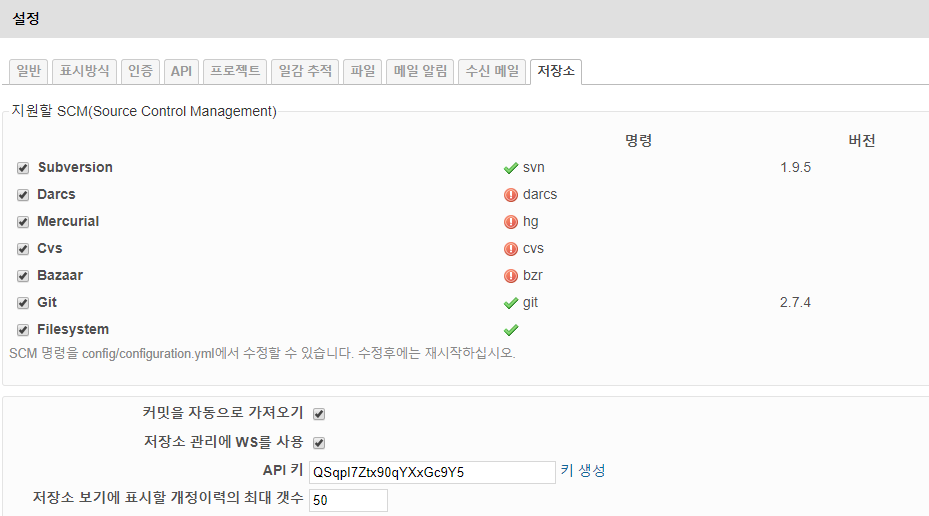 설정
일반 표시방식 인증 API 프로젝트 일감 추적 파일 메일 알림 수신 메일 저장소
지원할 SCM(Source Control Management)
명령 버전
Subversion svn 1.9.5
Darcs darcs
Mercurial hg
Cvs cvs
Bazaar bzr
Git git 2.7.4
Filesystem
SCM 명령을 config/configuration.yml에서 수정할 수 있습니다. 수정후에는 재시작하십시오.
커밋을 자동으로 가져오기
저장소 관리에 WS를 사용
API 키 QSqpI7Ztx90qYXxGc9Y5 키 생성
저장소 보기에 표시할 개정이력의 최대 갯수 50